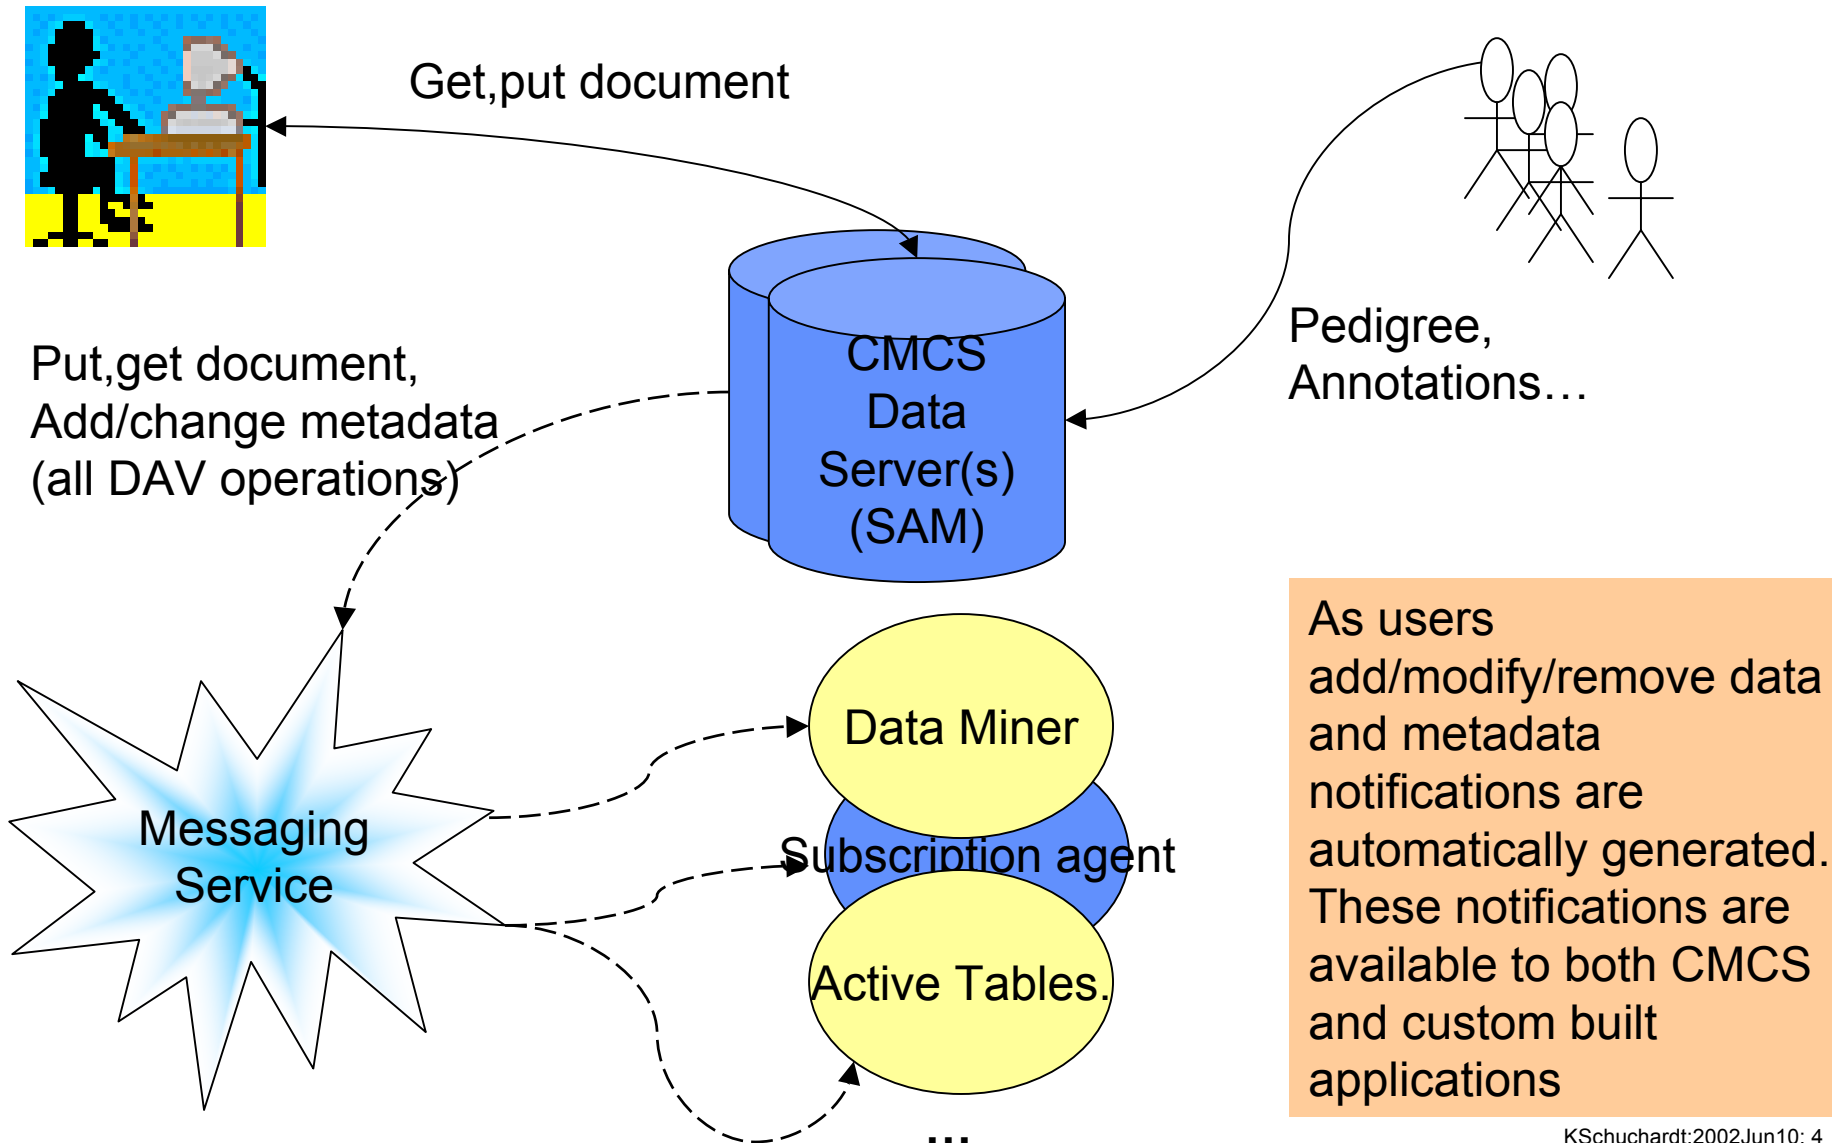 Get,put document
Pedigree,
Annotations…
Put,get document,
Add/change metadata
(all DAV operations)
CMCS
Data
Server(s)
(SAM)
Messaging
Service
Data Miner
Subscription agent
Active Tables.
...
As users
add/modify/remove data
and metadata
notifications are
automatically generated.
These notifications are
available to both CMCS
and custom built
applications
KSchuchardt:2002Jun10: 4